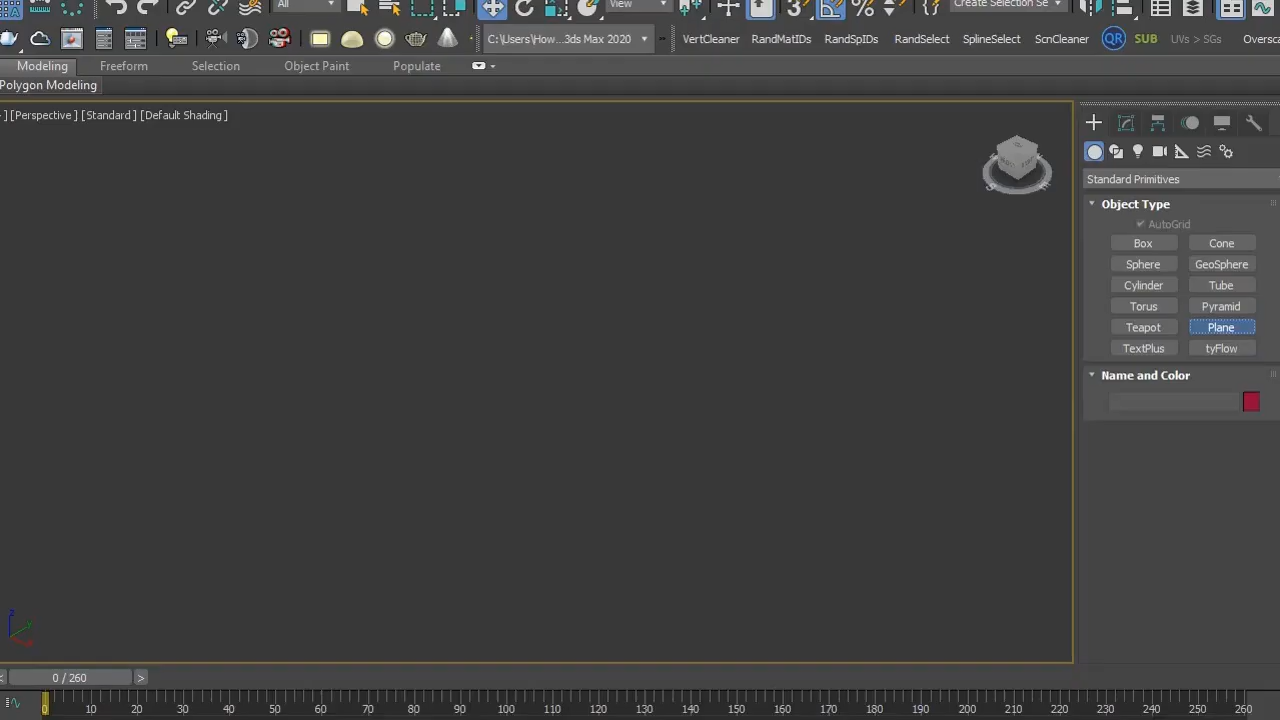 All
View
Create Selection Se
C:\Users\How...3ds Max 2020
VertCleaner
RandMatIDs
RandSpIDs
RandSelect
SplineSelect
ScnCleaner
QR
SUB
UVs > SGs
Oversca
Modeling
Freeform
Selection
Object Paint
Populate
Polygon Modeling
] [Perspective ] [Standard ] [Default Shading ]
Standard Primitives
Object Type
AutoGrid
Box Cone
Sphere GeoSphere
Cylinder Tube
Torus Pyramid
Teapot Plane
TextPlus tyFlow
Name and Color
z
y
x
< 0 / 260 >
0 10 20 30 40 50 60 70 80 90 100 110 120 130 140 150 160 170 180 190 200 210 220 230 240 250 260